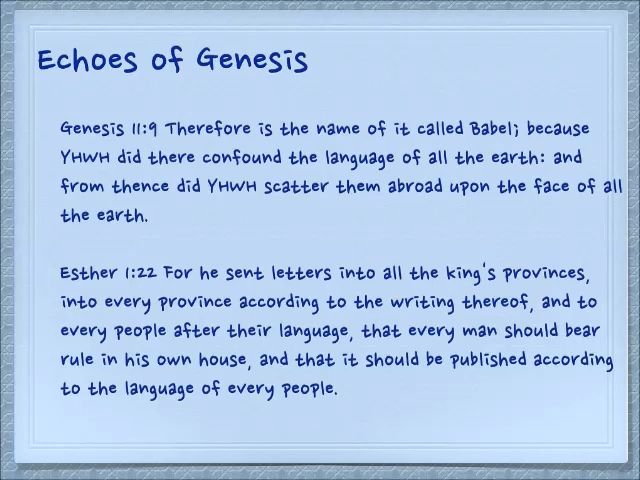 Echoes of Genesis
Genesis 11:9 Therefore is the name of it called Babel; because
YHWH did there confound the language of all the earth: and
from thence did YHWH scatter them abroad upon the face of all
the earth.
Esther 1:22 For he sent letters into all the king's provinces,
into every province according to the writing thereof, and to
every people after their language, that every man should bear
rule in his own house, and that it should be published according
to the language of every people.